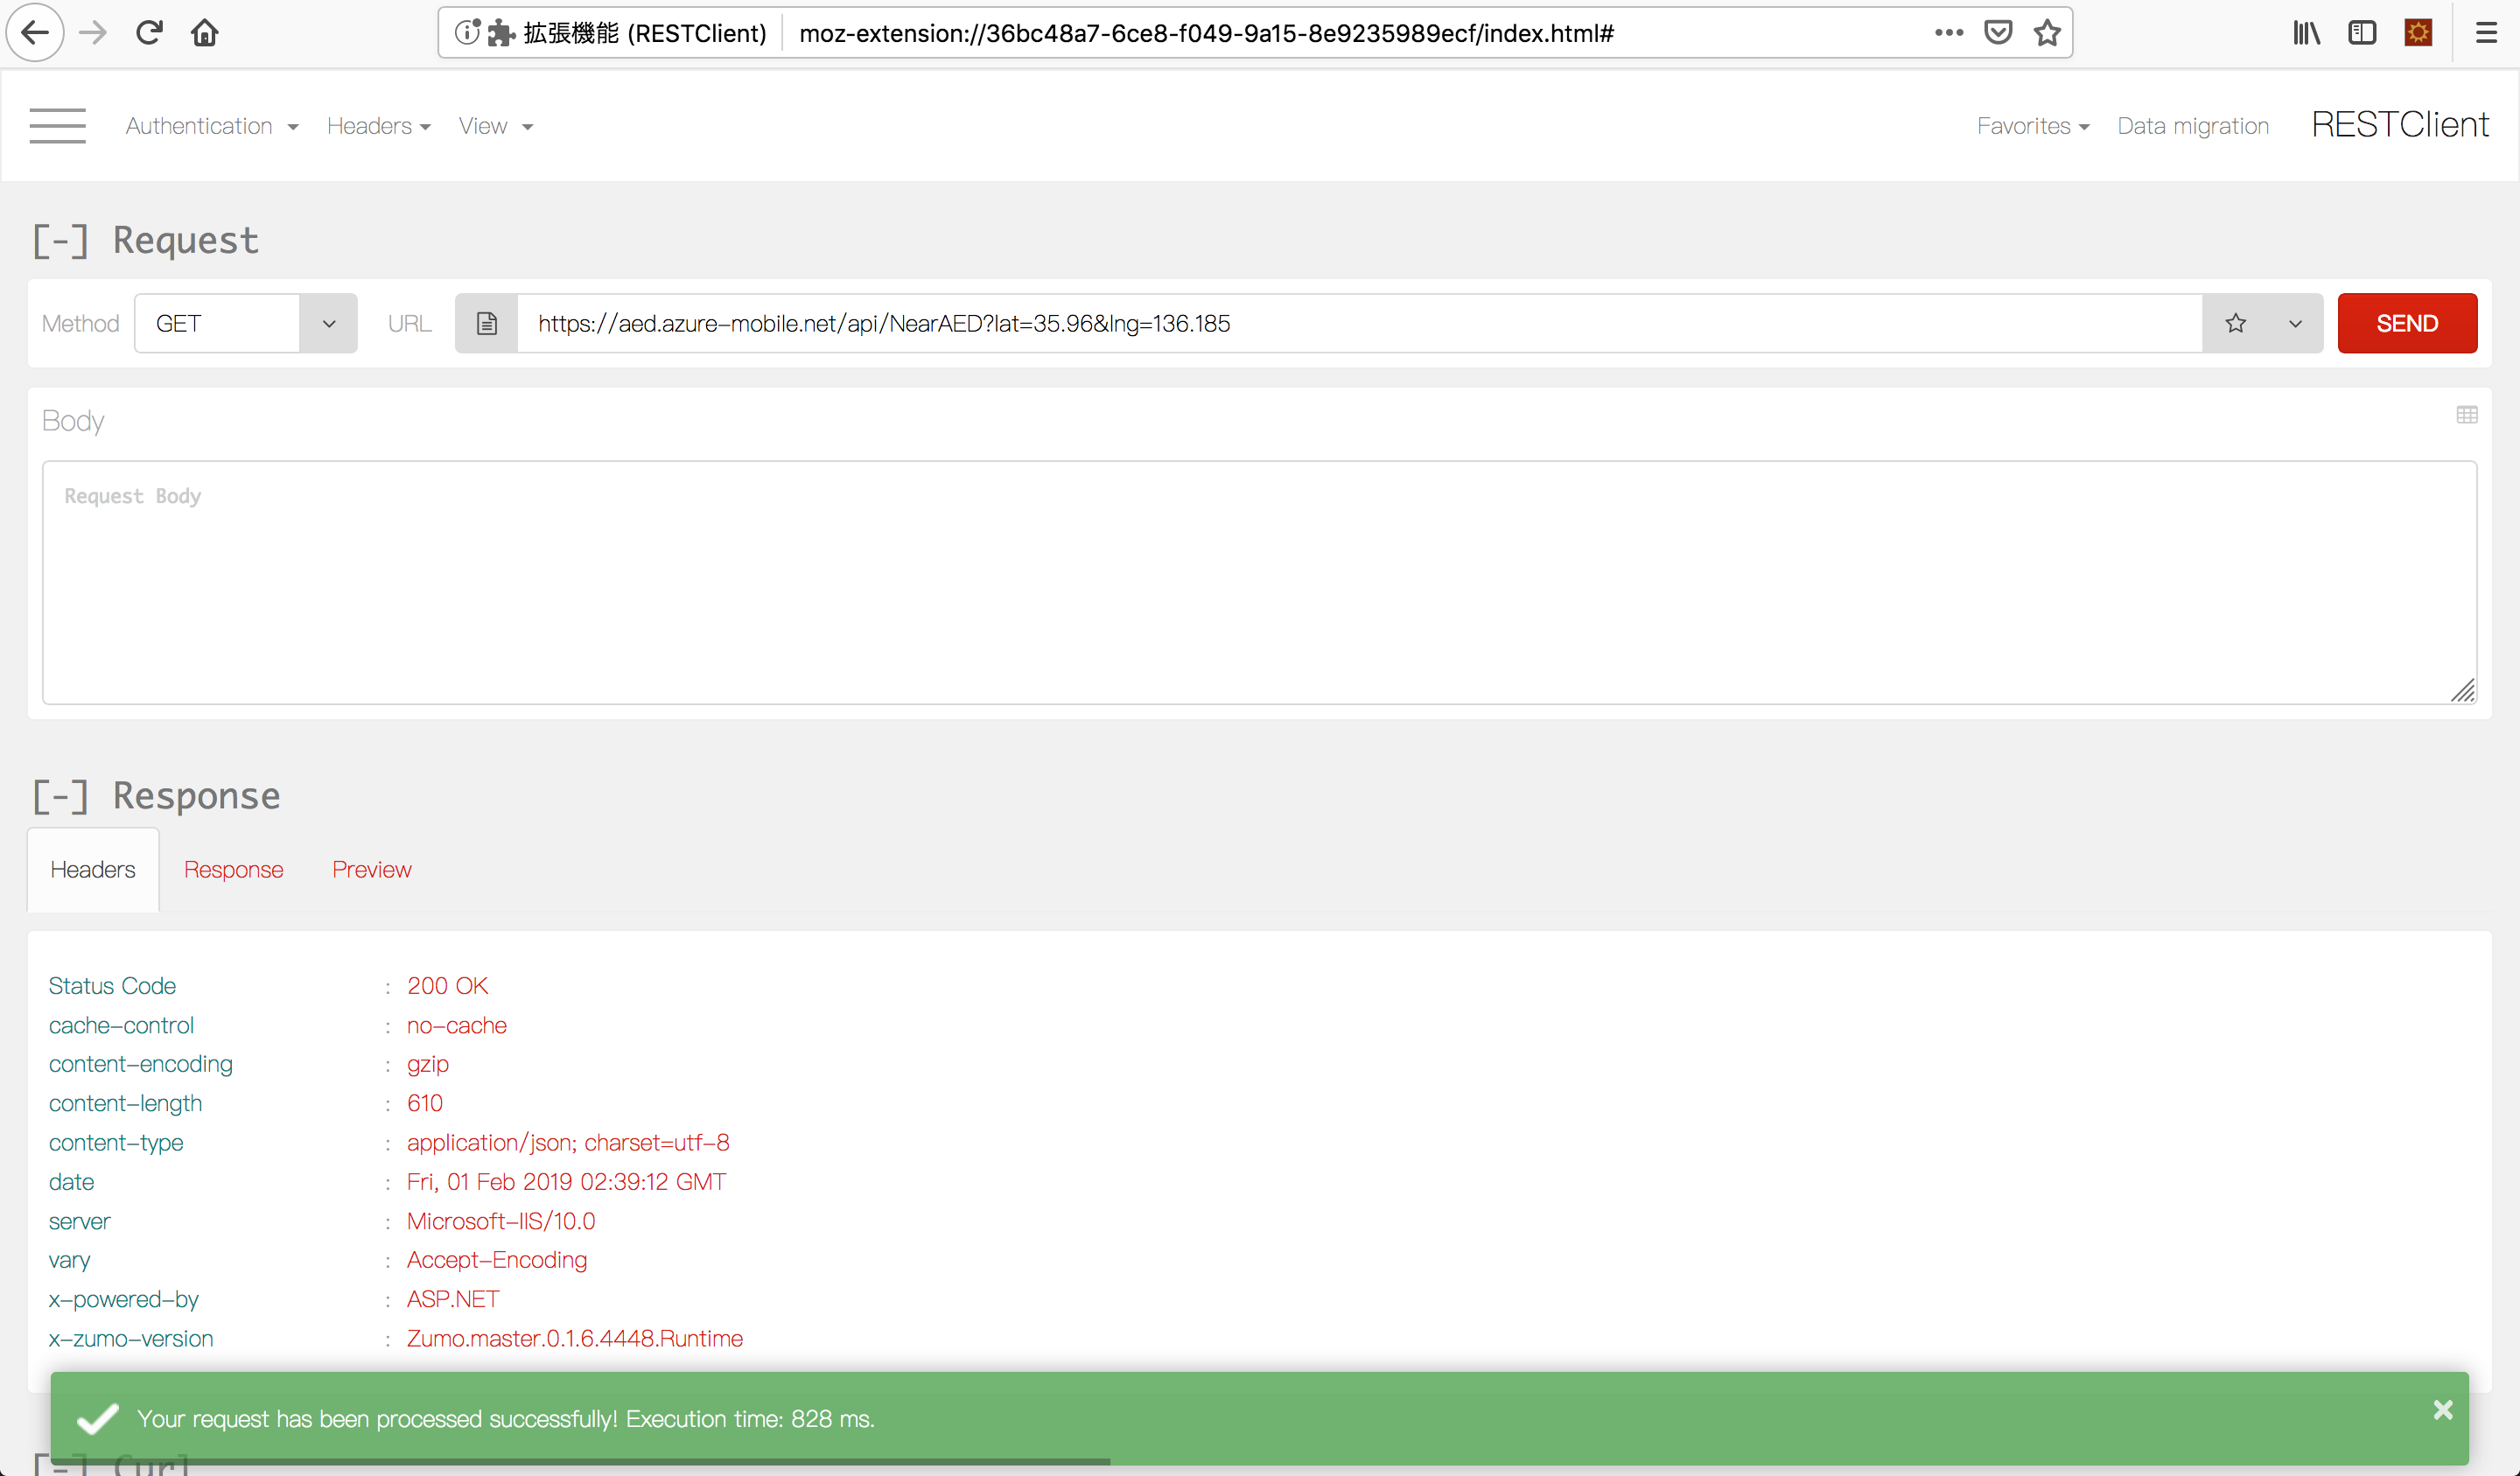 拡張機能 (RESTClient) moz-extension://36bc48a7-6ce8-f049-9a15-8e9235989ecf/index.html#
Authentication Headers View Favorites Data migration RESTClient
[-] Request
Method GET URL https://aed.azure-mobile.net/api/NearAED?lat=35.96&lng=136.185 SEND
Body
Request Body
[-] Response
Headers Response Preview
Status Code : 200 OK
cache-control : no-cache
content-encoding : gzip
content-length : 610
content-type : application/json; charset=utf-8
date : Fri, 01 Feb 2019 02:39:12 GMT
server : Microsoft-IIS/10.0
vary : Accept-Encoding
x-powered-by : ASP.NET
x-zumo-version : Zumo.master.0.1.6.4448.Runtime
Your request has been processed successfully! Execution time: 828 ms.
[-] Curl